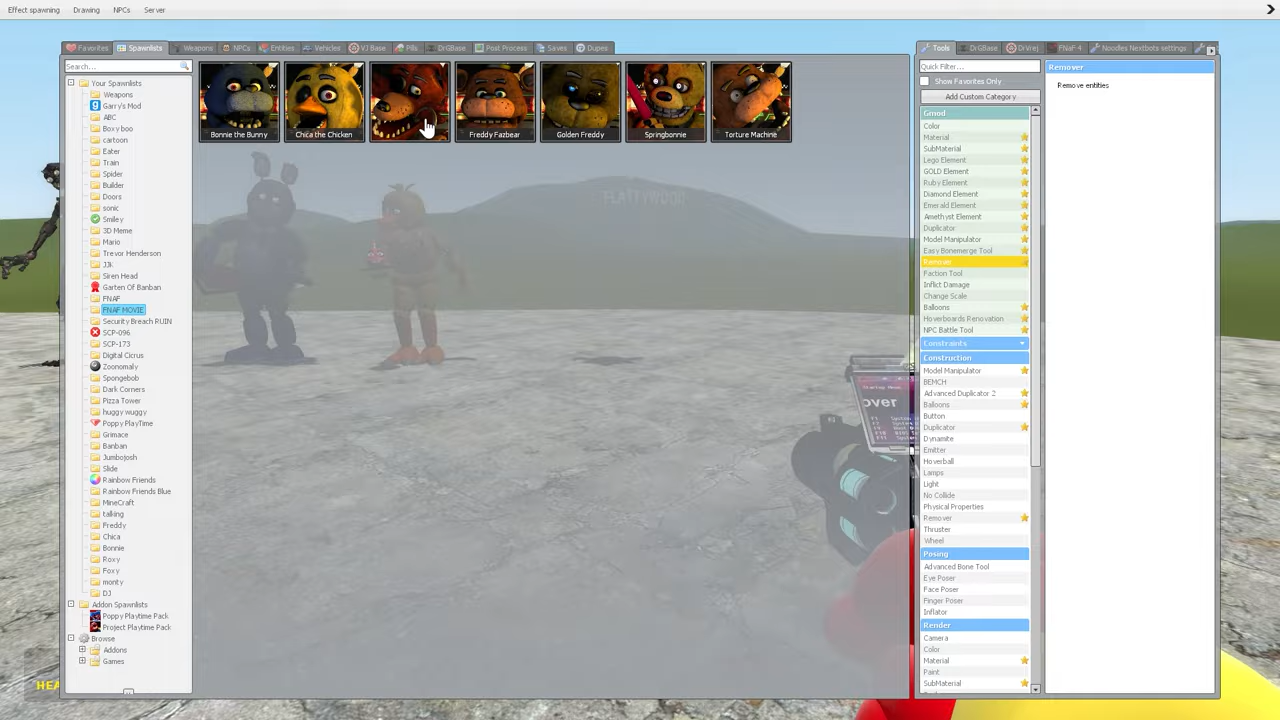 Effect spawning Drawing NPCs Server
Favorites Spawnlists Weapons NPCs Entities Vehicles VJ Base Pills DrGBase Post Process Saves Dupes
Search...
Your Spawnlists
Weapons
Garry's Mod
ABC
Boxy boo
cartoon
Eater
Train
Spider
Builder
Doors
sonic
Smiley
3D Meme
Mario
Trevor Henderson
JJk
Siren Head
Garten Of Banban
FNAF
FNAF MOVIE
Security Breach RUIN
SCP-096
SCP-173
Digital Cicrus
Zoonomaly
Spongebob
Dark Corners
Pizza Tower
huggy wuggy
Poppy PlayTime
Grimace
Banban
Jumbojosh
Slide
Rainbow Friends
Rainbow Friends Blue
MineCraft
talking
Freddy
Chica
Bonnie
Roxy
Foxy
monty
DJ
Addon Spawnlists
Poppy Playtime Pack
Project Playtime Pack
Browse
Addons
Games
Bonnie the Bunny Chica the Chicken Freddy Fazbear Golden Freddy Springbonnie Torture Machine
FLATTYWOOD
over
HEA
Tools DrGBase DrVrej FNAF-4 Noodles Nextbots settings
Quick Filter...
Show Favorites Only
Add Custom Category
Gmod
Color
Material
SubMaterial
Lego Element
GOLD Element
Ruby Element
Diamond Element
Emerald Element
Amethyst Element
Duplicator
Model Manipulator
Easy Bonemerge Tool
Remover
Faction Tool
Inflict Damage
Change Scale
Balloons
Hoverboards Renovation
NPC Battle Tool
Constraints
Construction
Model Manipulator
BEMCH
Advanced Duplicator 2
Balloons
Button
Duplicator
Dynamite
Emitter
Hoverball
Lamps
Light
No Collide
Physical Properties
Remover
Thruster
Wheel
Posing
Advanced Bone Tool
Eye Poser
Face Poser
Finger Poser
Inflator
Render
Camera
Color
Material
Paint
SubMaterial
Remover
Remove entities